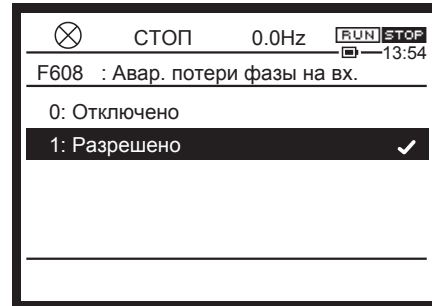 СТОП 0.0Hz RUN STOP
13:54
F608 : Авар. потери фазы на вх.
0: Отключено
1: Разрешено